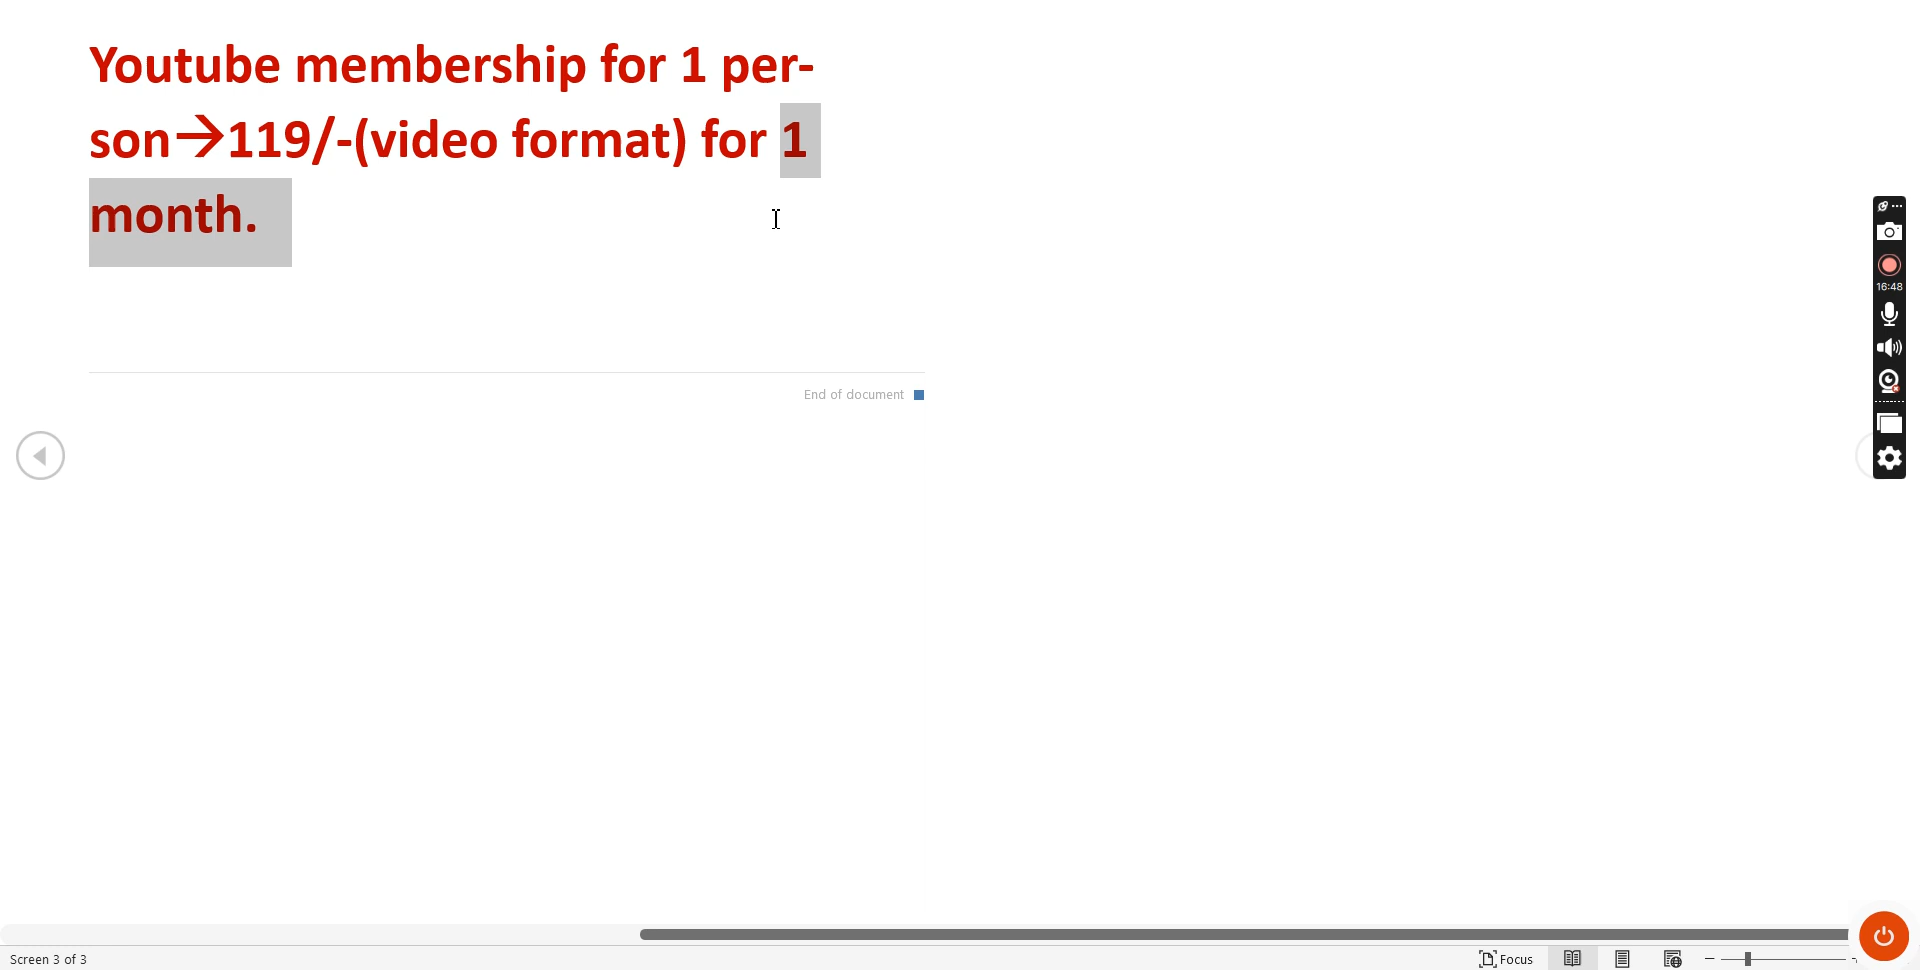 Youtube membership for 1 per-
son→119/-(video format) for 1
month.
16:48
End of document
Screen 3 of 3
Focus